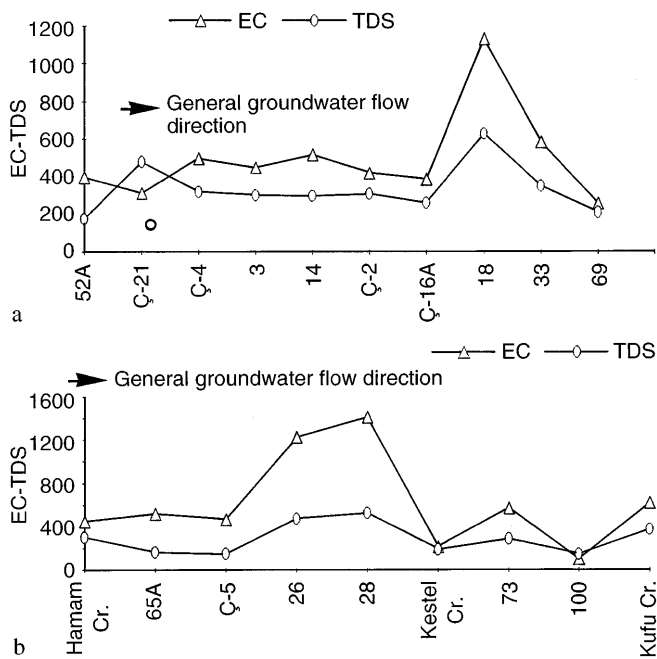 EC TDS
1200
1000
800
600
400
200
0
EC-TDS
General groundwater flow
direction
52A Ç-21 Ç-4 3 14 Ç-2 Ç-16A 18 33 69
a
EC TDS
General groundwater flow direction
1600
1200
800
400
0
EC-TDS
Hamam Cr. 65A Ç-5 26 28 Kestel Cr. 73 100 Kufu Cr.
b